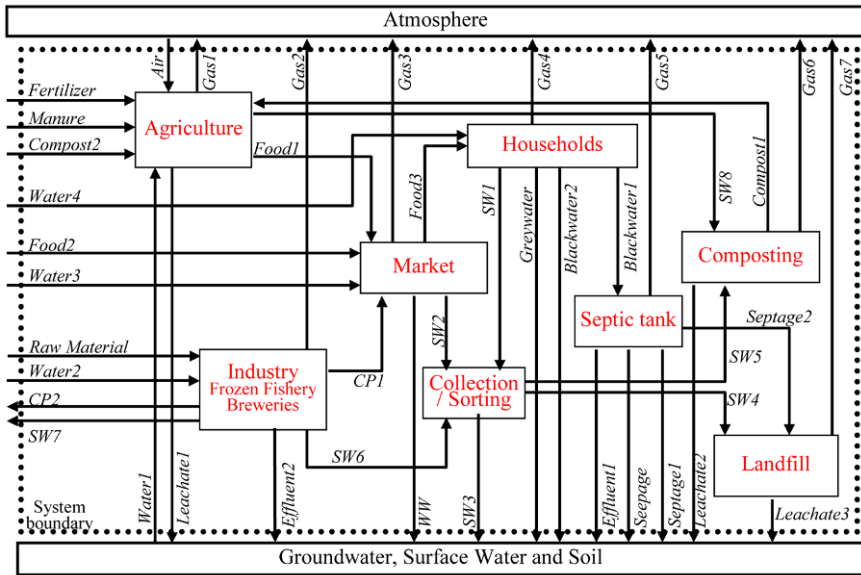 Atmosphere
Air
Gas1
Gas2
Gas3
Gas4
Gas5
Gas6
Gas7
Fertilizer
Manure
Compost2
Agriculture
Food1
Households
Water4
Food3
SW1
Greywater
Blackwater2
Blackwater1
SW8
Compost1
Food2
Water3
Market
Composting
SW2
Septic tank
Septage2
Raw Material
Water2
CP2
SW7
Industry
Frozen Fishery
Breweries
CP1
Collection
/ Sorting
SW5
SW4
SW6
Landfill
System
boundary
Water1
Leachate1
Effluent2
WW
SW3
Effluent1
Seepage
Septage1
Leachate2
Leachate3
Groundwater, Surface Water and Soil